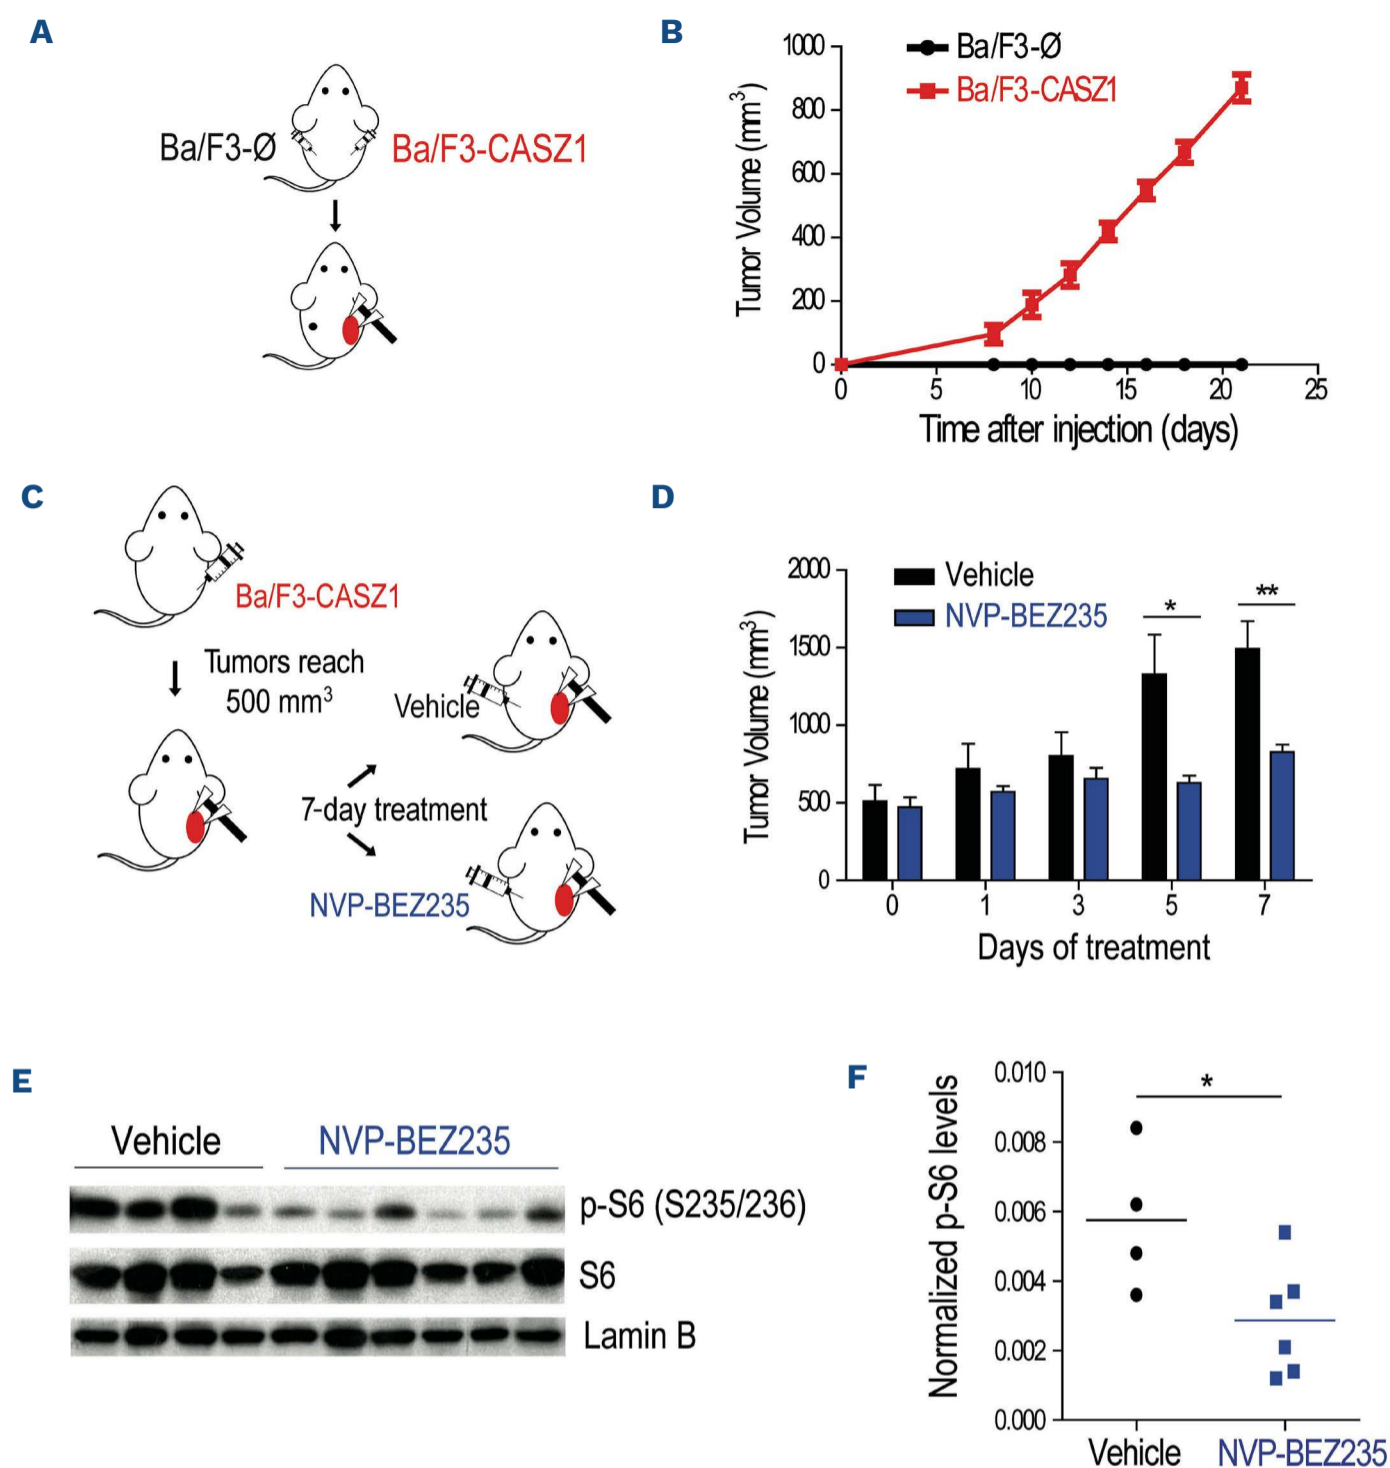 A
Ba/F3-Ø
Ba/F3-CASZ1
B
Ba/F3-Ø
Ba/F3-CASZ1
Tumor Volume (mm³)
1000
800
600
400
200
0
0 5 10 15 20 25
Time after injection (days)
C
Ba/F3-CASZ1
Tumors reach
500 mm³
Vehicle
7-day treatment
NVP-BEZ235
D
Vehicle
NVP-BEZ235
Tumor Volume (mm³)
2000
1500
1000
500
0
* **
0 1 3 5 7
Days of treatment
E
Vehicle NVP-BEZ235
p-S6 (S235/236)
S6
Lamin B
F
Normalized p-S6 levels
0.010
0.008
0.006
0.004
0.002
0.000
*
Vehicle NVP-BEZ235